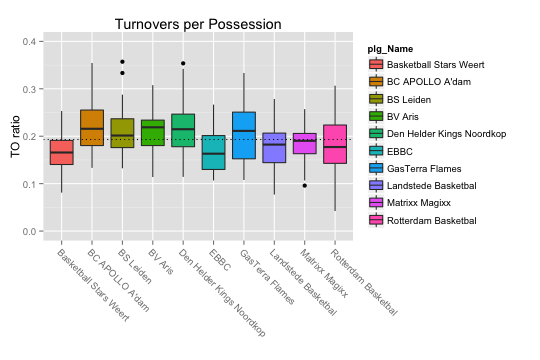 Turnovers per Possession
TO ratio
0.4
0.3
0.2
0.1
0.0
Basketball Stars Weert
BC APOLLO A'dam
BS Leiden
BV Aris
Den Helder Kings Noordkop
EBBC
GasTerra Flames
Landstede Basketbal
Matrixx Magixx
Rotterdam Basketbal
plg_Name
Basketball Stars Weert
BC APOLLO A'dam
BS Leiden
BV Aris
Den Helder Kings Noordkop
EBBC
GasTerra Flames
Landstede Basketbal
Matrixx Magixx
Rotterdam Basketbal